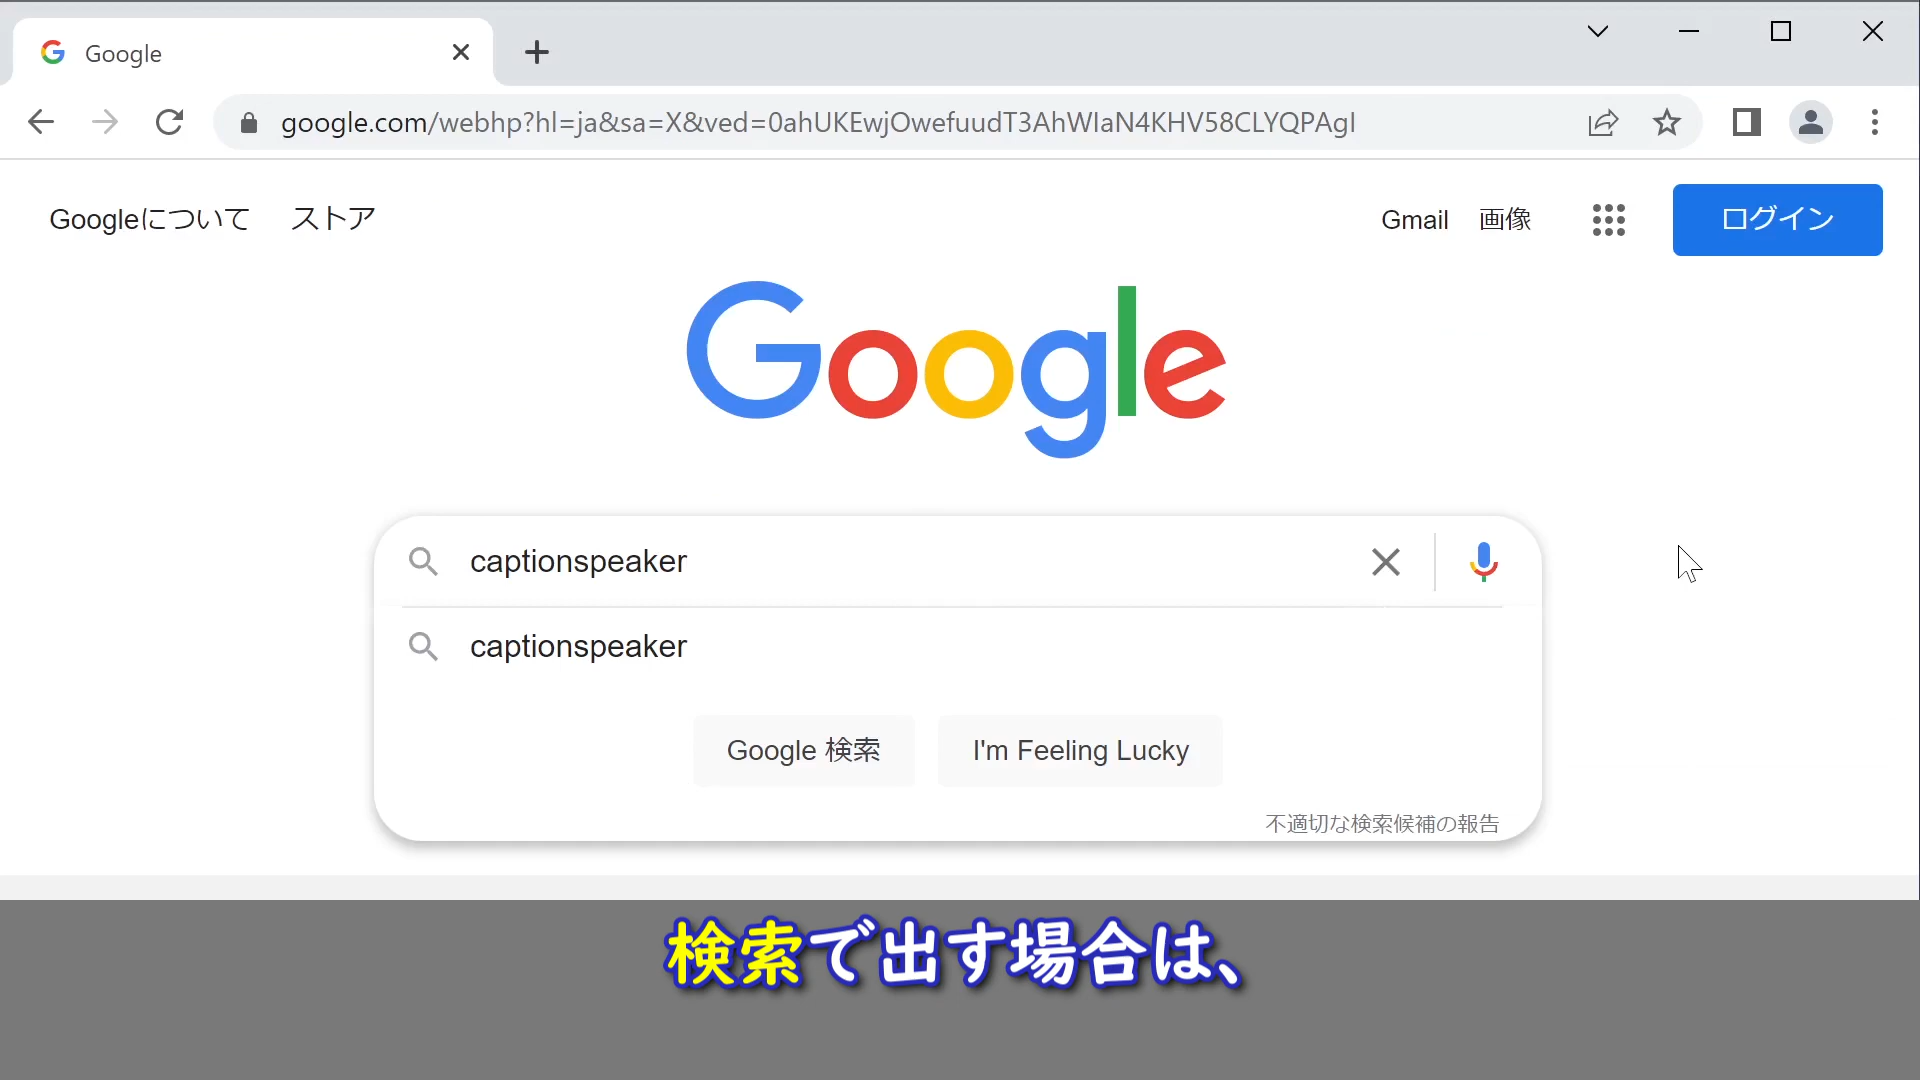 Google
google.com/webhp?hl=ja&sa=X&ved=0ahUKEwjOwefuudT3AhWIaN4KHV58CLYQPAgI
Googleについて ストア Gmail 画像 ログイン
Google
captionspeaker
captionspeaker
Google 検索 I'm Feeling Lucky
不適切な検索候補の報告
検索で出す場合は、